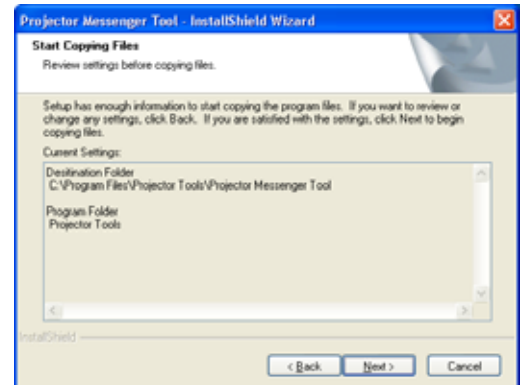 Projector Messenger Tool - InstallShield Wizard
Start Copying Files
Review settings before copying files.
Setup has enough information to start copying the program files. If you want to review or
change any settings, click Back. If you are satisfied with the settings, click Next to begin
copying files.
Current Settings:
Desitination Folder
C:\Program Files\Projector Tools\Projector Messenger Tool
Program Folder
Projector Tools
InstallShield
< Back
Next >
Cancel